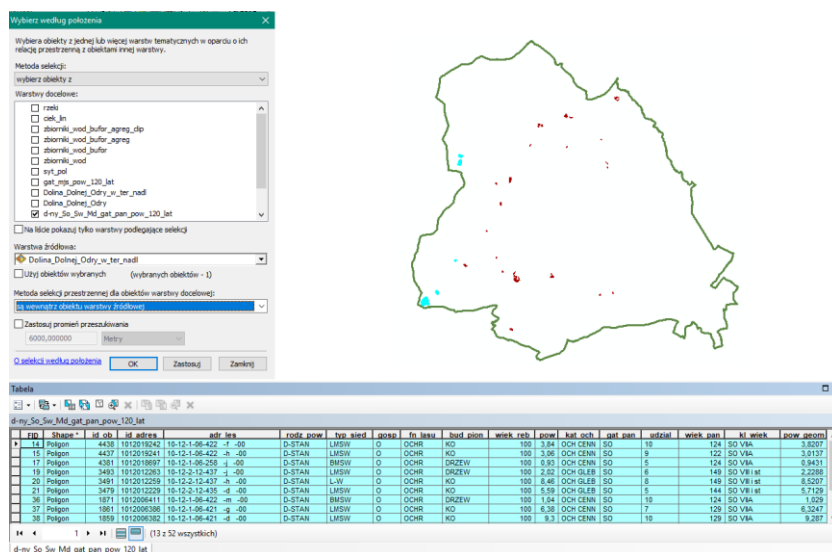 Wybierz według położenia
Wybiera obiekty z jednej lub więcej warstw tematycznych w oparciu o ich
relację przestrzenną z obiektami innej warstwy.
Metoda selekcji:
wybierz obiekty z
Warstwy docelowe:
rzeki
ciek_lin
zbiorniki_wod_bufor_agreg_dip
zbiorniki_wod_bufor_agreg
zbiorniki_wod_bufor
zbiorniki_wod
syt_pol
gat_mjs_pow_120_lat
Dolina_Dolnej_Odry_w_ter_nadl
Dolina_Dolnej_Odry
d-ny_So_Sw_Md_gat_pan_pow_120_lat
Na liście pokazuj tylko warstwy podlegające selekcji
Warstwa źródłowa:
Dolina_Dolnej_Odry_w_ter_nadl
Użyj obiektów wybranych (wybranych obiektów - 1)
Metoda selekcji przestrzennej dla obiektów warstwy docelowej:
są wewnątrz obiektu warstwy źródłowej
Zastosuj promień przeszukiwania
6000,000000 Metry
O selekcji według położenia OK Zastosuj Zamknij
Tabela
d-ny_So_Sw_Md_gat_pan_pow_120_lat
FID Shape * id_ob id_adres adr_les rodz_pow typ_sied gosp fn_lasu bud_pion wiek_reb pow kat_och gat_pan udzial wiek_pan kl_wiek pow_geom
14 Poligon 4438 1012019242 10-12-1-06-422 -f -00 D-STAN LMSW O OCHR KO 100 3,84 OCH CENN SO 10 124 SO VIIA 3,8207
15 Poligon 4437 1012019241 10-12-1-06-422 -h -00 D-STAN LMSW O OCHR KO 100 3,06 OCH CENN SO 9 122 SO VIIA 3,0137
17 Poligon 4381 1012018697 10-12-1-06-258 -j -00 D-STAN BMSW O OCHR DRZEW 100 0,93 OCH CENN SO 5 124 SO VIIA 0,9431
19 Poligon 3493 1012012263 10-12-2-12-437 -j -00 D-STAN LMSW O OCHR DRZEW 100 2,02 OCH CENN SO 6 149 SO VIII ist 2,2288
20 Poligon 3491 1012012259 10-12-2-12-437 -h -00 D-STAN L-W O OCHR KO 100 8,46 OCH GLEB SO 8 149 SO VIII ist 8,5207
21 Poligon 3479 1012012229 10-12-2-12-435 -d -00 D-STAN LMSW O OCHR KO 100 5,59 OCH GLEB SO 5 144 SO VIII ist 5,7129
36 Poligon 1871 1012006411 10-12-1-06-422 -m -00 D-STAN BMSW O OCHR DRZEW 100 1,04 OCH CENN SO 10 124 SO VIIA 1,029
37 Poligon 1861 1012006386 10-12-1-06-421 -g -00 D-STAN LMSW O OCHR KO 100 6,38 OCH CENN SO 7 129 SO VIIA 6,3247
38 Poligon 1859 1012006382 10-12-1-06-421 -d -00 D-STAN LMSW O OCHR KO 100 9,3 OCH CENN SO 10 124 SO VIIA 9,287
1 (13 z 52 wszystkich)
d-ny_So_Sw_Md_gat_pan_pow_120_lat